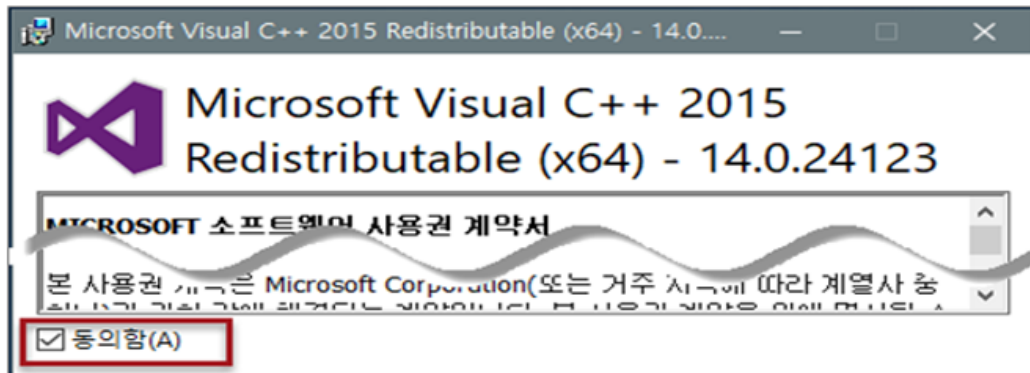 Microsoft Visual C++ 2015 Redistributable (x64) - 14.0....
Microsoft Visual C++ 2015
Redistributable (x64) - 14.0.24123
MICROSOFT 소프트웨어 사용권 계약서
본 사용권 은 Microsoft Corporation(또는 거주 따라 계열사 중
동의함(A)